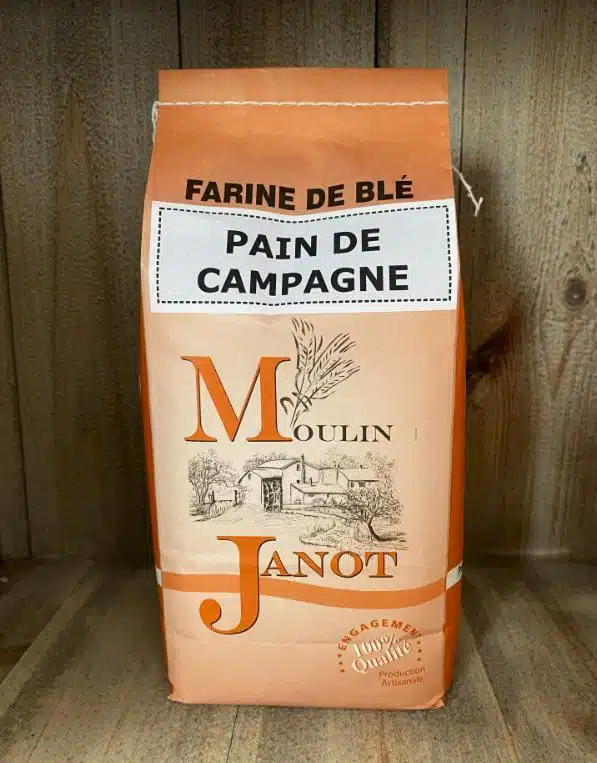 FARINE DE BLÉ
PAIN DE
CAMPAGNE
MOULIN
JANOT
ENGAGEMENT
100%
Qualité
Production
Artisanale